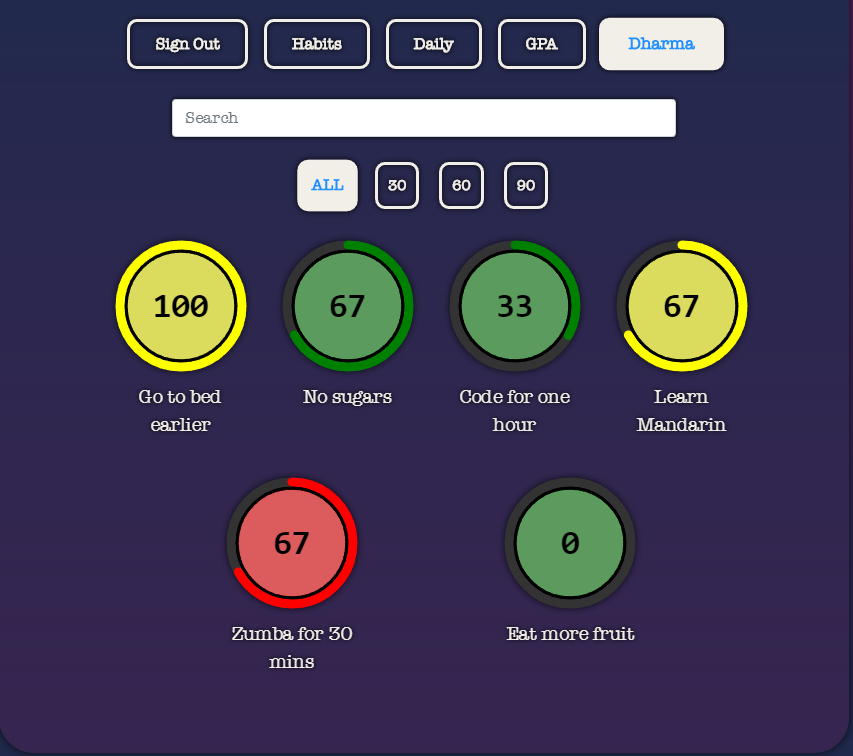 Sign Out Habits Daily GPA Dharma
Search
ALL 30 60 90
100 67 33 67
Go to bed earlier
No sugars
Code for one hour
Learn Mandarin
67 0
Zumba for 30 mins
Eat more fruit